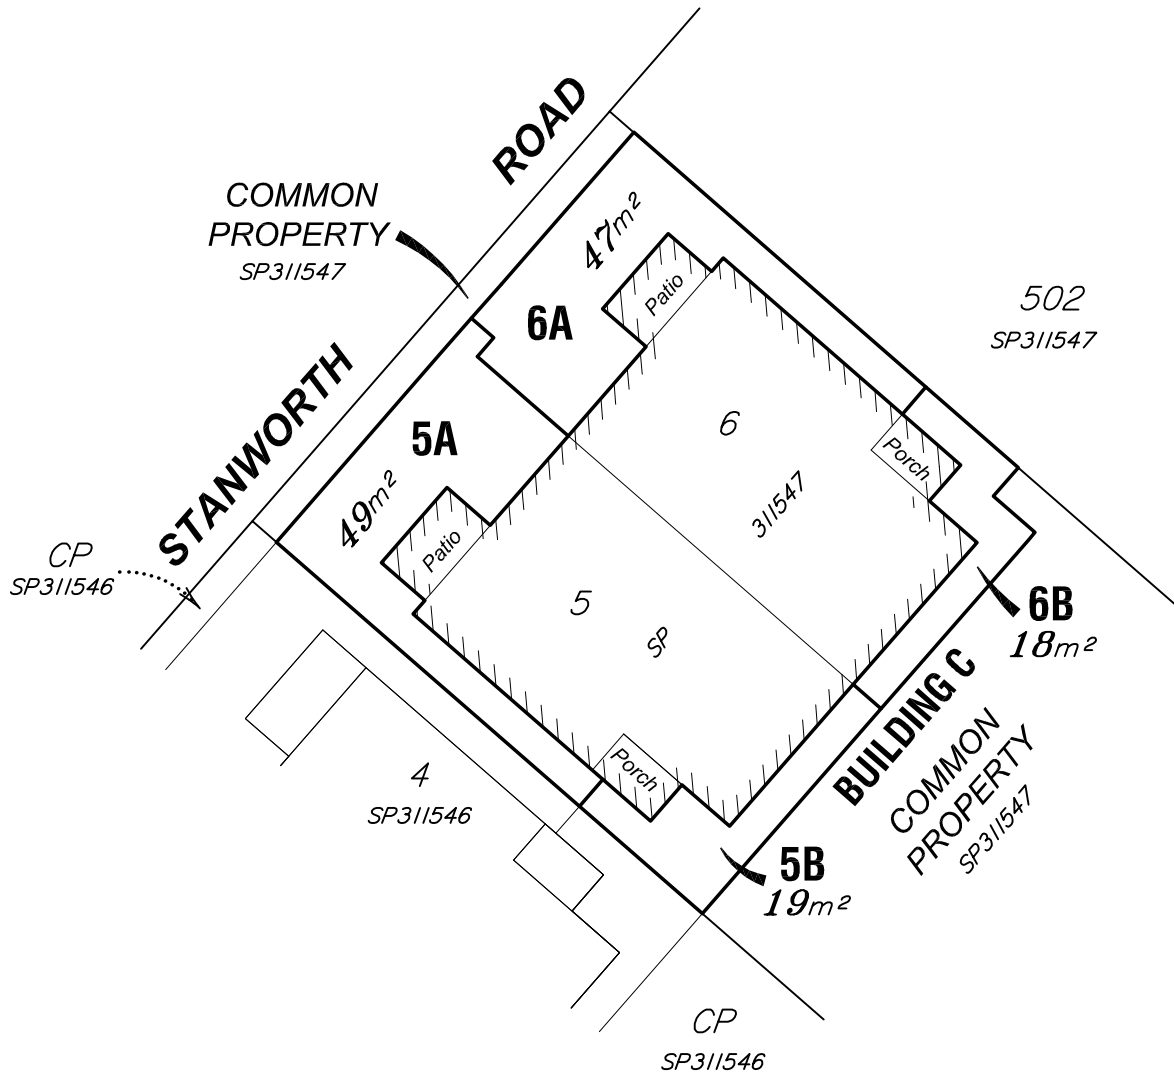 STANWORTH ROAD
COMMON
PROPERTY
SP311547
47m²
6A
Patio
502
SP311547
5A
49m²
Patio
6
Porch
311547
CP
SP311546
5
SP
6B
18m²
BUILDING C
COMMON
PROPERTY
SP311547
4
SP311546
Porch
5B
19m²
CP
SP311546